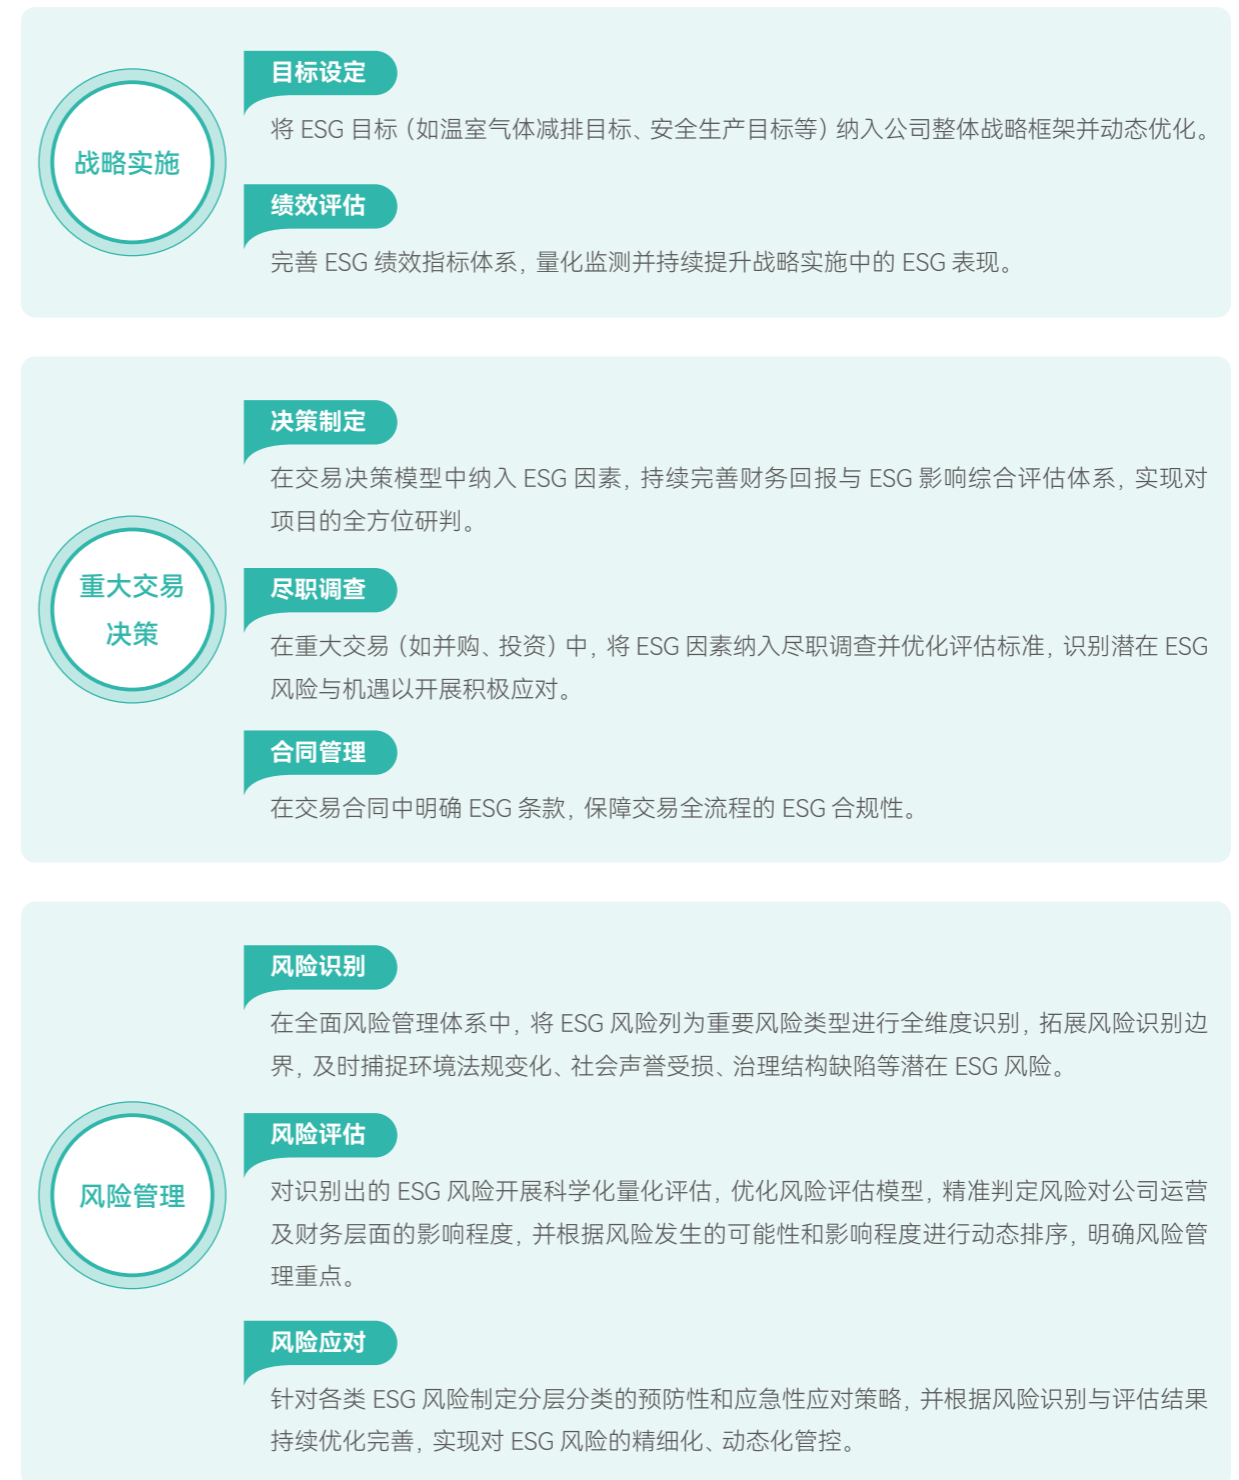 战略实施
目标设定
将 ESG 目标（如温室气体减排目标、安全生产目标等）纳入公司整体战略框架并动态优化。
绩效评估
完善 ESG 绩效指标体系，量化监测并持续提升战略实施中的 ESG 表现。
重大交易
决策
决策制定
在交易决策模型中纳入 ESG 因素，持续完善财务回报与 ESG 影响综合评估体系，实现对
项目的全方位研判。
尽职调查
在重大交易（如并购、投资）中，将 ESG 因素纳入尽职调查并优化评估标准，识别潜在 ESG
风险与机遇以开展积极应对。
合同管理
在交易合同中明确 ESG 条款，保障交易全流程的 ESG 合规性。
风险管理
风险识别
在全面风险管理体系中，将 ESG 风险列为重要风险类型进行全维度识别，拓展风险识别边
界，及时捕捉环境法规变化、社会声誉受损、治理结构缺陷等潜在 ESG 风险。
风险评估
对识别出的 ESG 风险开展科学化量化评估，优化风险评估模型，精准判定风险对公司运营
及财务层面的影响程度，并根据风险发生的可能性和影响程度进行动态排序，明确风险管
理重点。
风险应对
针对各类 ESG 风险制定分层分类的预防性和应急性应对策略，并根据风险识别与评估结果
持续优化完善，实现对 ESG 风险的精细化、动态化管控。